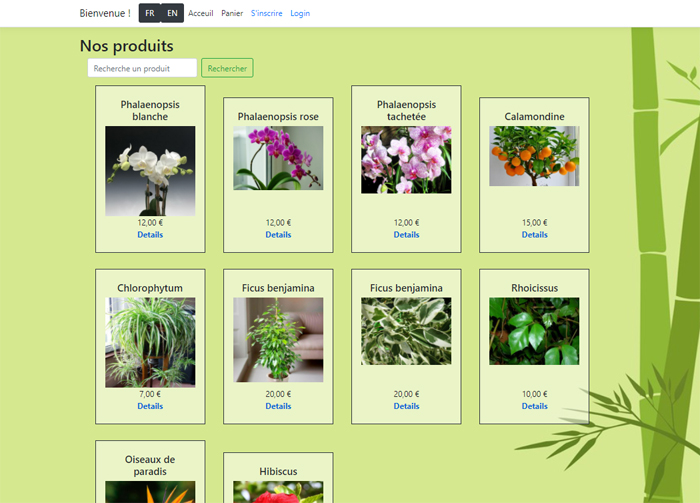 Bienvenue ! FR EN Acceuil Panier S'inscrire Login
Nos produits
Recherche un produit Rechercher
Phalaenopsis
blanche
12,00 €
Details
Phalaenopsis rose
12,00 €
Details
Phalaenopsis
tachetée
12,00 €
Details
Calamondine
15,00 €
Details
Chlorophytum
7,00 €
Details
Ficus benjamina
20,00 €
Details
Ficus benjamina
20,00 €
Details
Rhoicissus
10,00 €
Details
Oiseaux de
paradis
Hibiscus